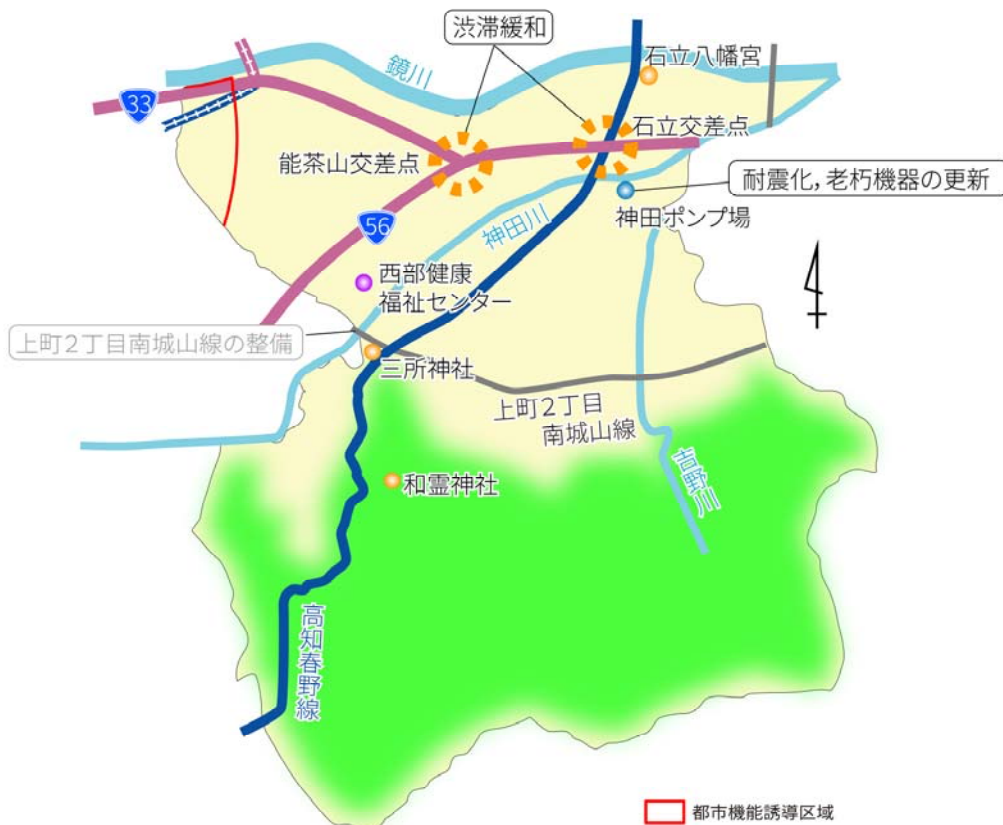 渋滞緩和
石立八幡宮
鏡川
33
石立交差点
能茶山交差点
耐震化，老朽機器の更新
神田ポンプ場
56
神田川
西部健康
福祉センター
上町２丁目南城山線の整備
三所神社
上町２丁目
南城山線
吉野川
和霊神社
高知春野線
都市機能誘導区域